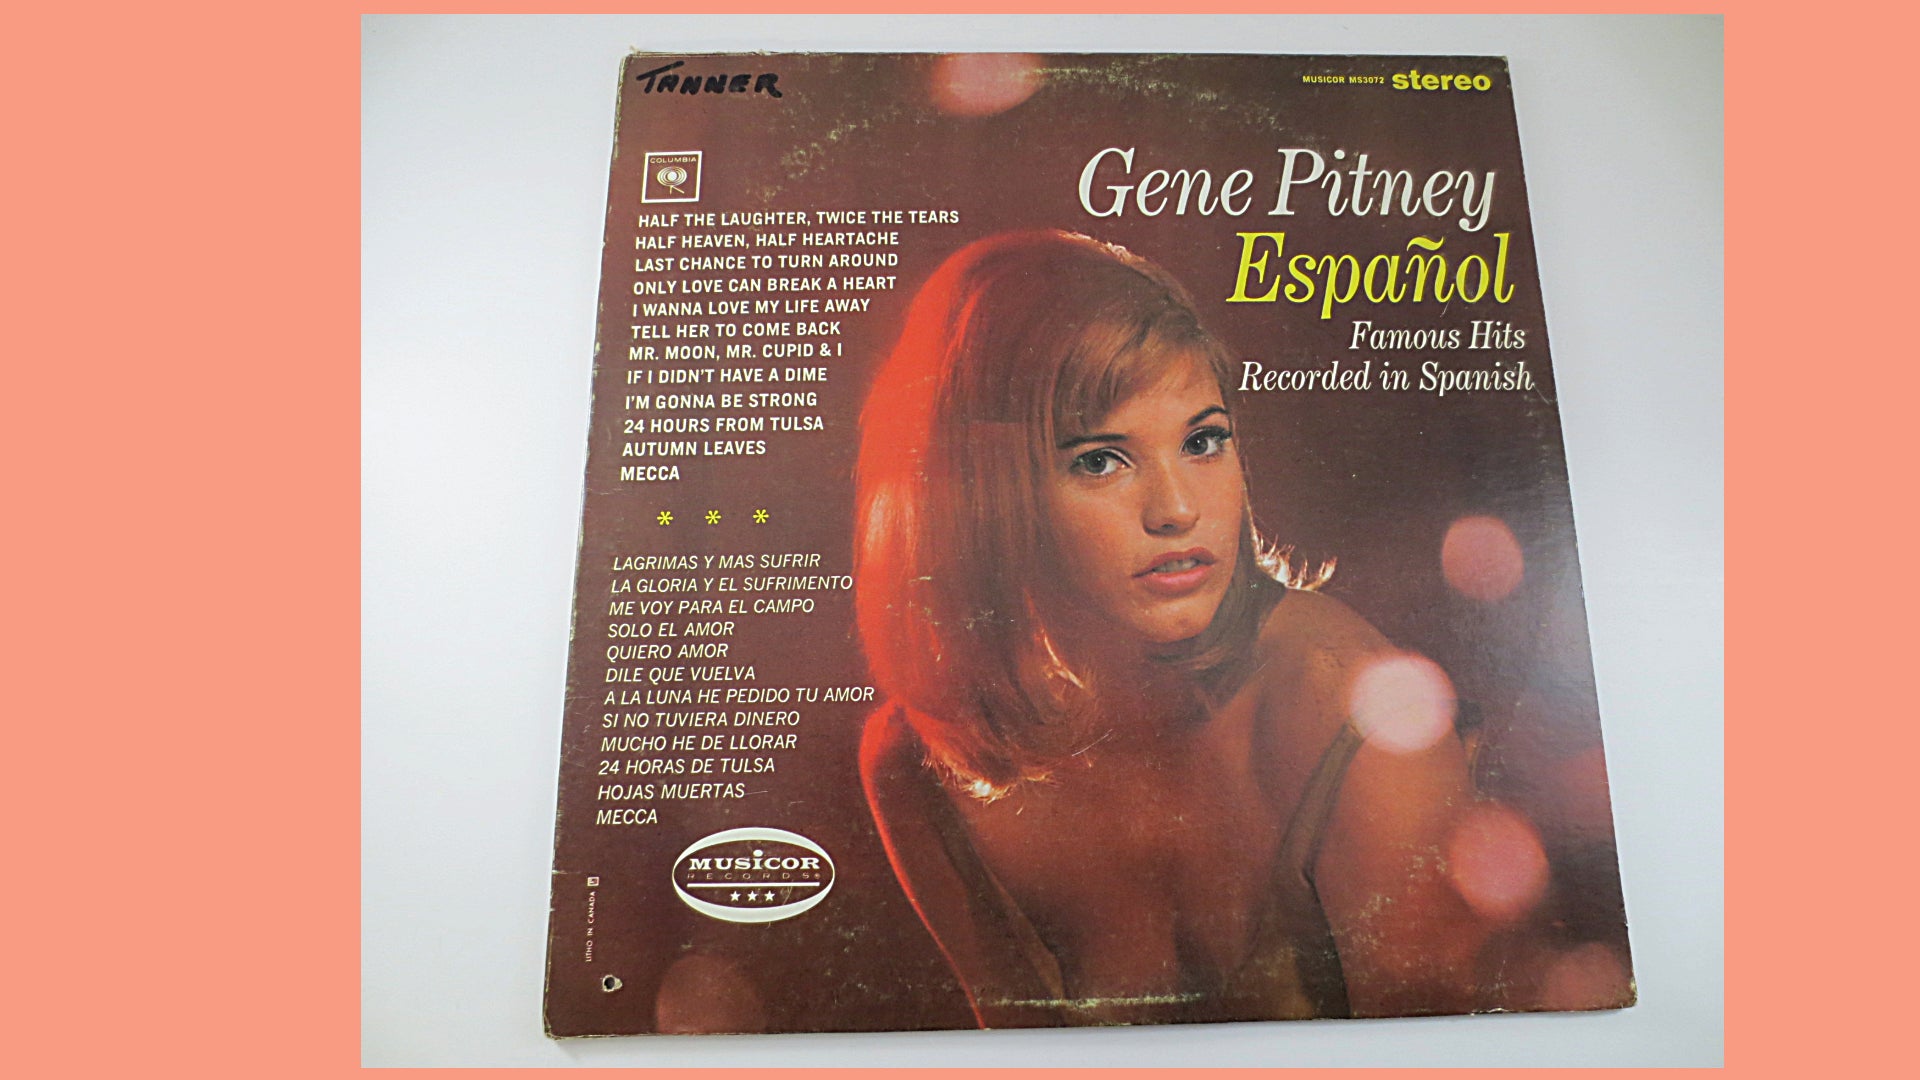 TANNER
MUSICOR MS3072 stereo
COLUMBIA
Gene Pitney
Español
Famous Hits
Recorded in Spanish
HALF THE LAUGHTER, TWICE THE TEARS
HALF HEAVEN, HALF HEARTACHE
LAST CHANCE TO TURN AROUND
ONLY LOVE CAN BREAK A HEART
I WANNA LOVE MY LIFE AWAY
TELL HER TO COME BACK
MR. MOON, MR. CUPID & I
IF I DIDN'T HAVE A DIME
I'M GONNA BE STRONG
24 HOURS FROM TULSA
AUTUMN LEAVES
MECCA
* * *
LAGRIMAS Y MAS SUFRIR
LA GLORIA Y EL SUFRIMENTO
ME VOY PARA EL CAMPO
SOLO EL AMOR
QUIERO AMOR
DILE QUE VUELVA
A LA LUNA HE PEDIDO TU AMOR
SI NO TUVIERA DINERO
MUCHO HE DE LLORAR
24 HORAS DE TULSA
HOJAS MUERTAS
MECCA
MUSICOR
RECORDS®
LITHO IN CANADA